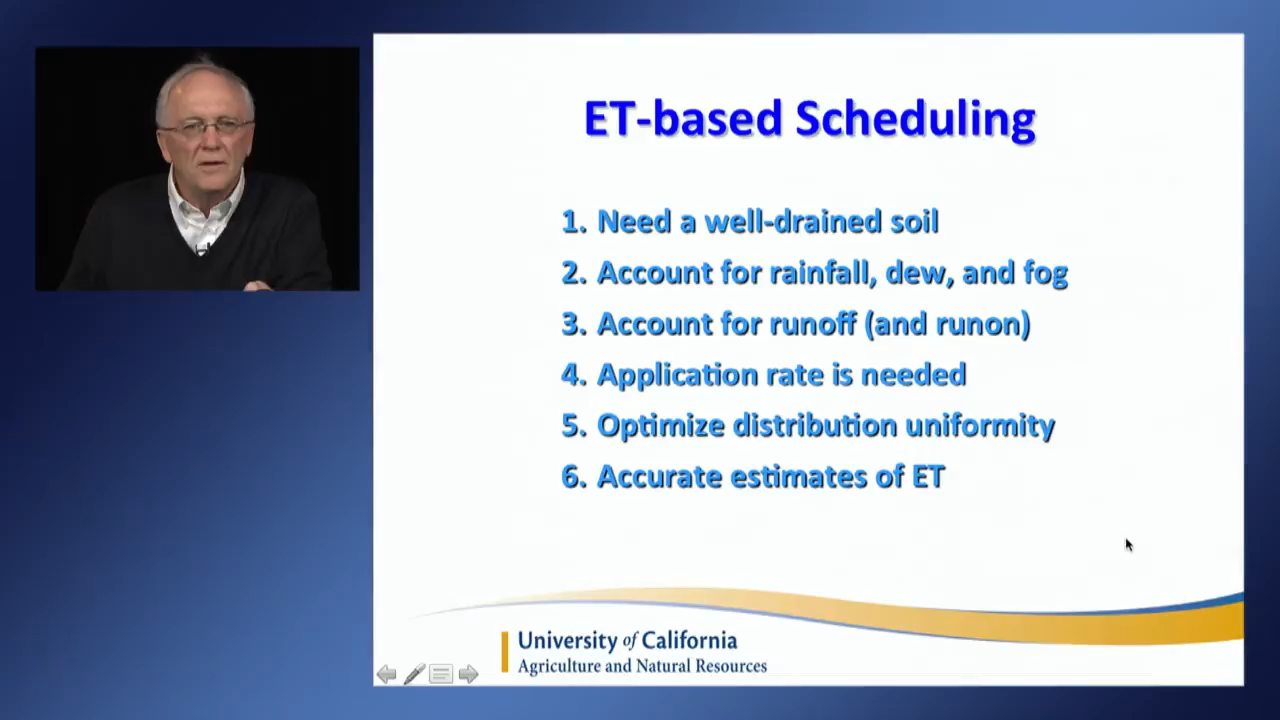 ET-based Scheduling
1. Need a well-drained soil
2. Account for rainfall, dew, and fog
3. Account for runoff (and runon)
4. Application rate is needed
5. Optimize distribution uniformity
6. Accurate estimates of ET
University of California
Agriculture and Natural Resources